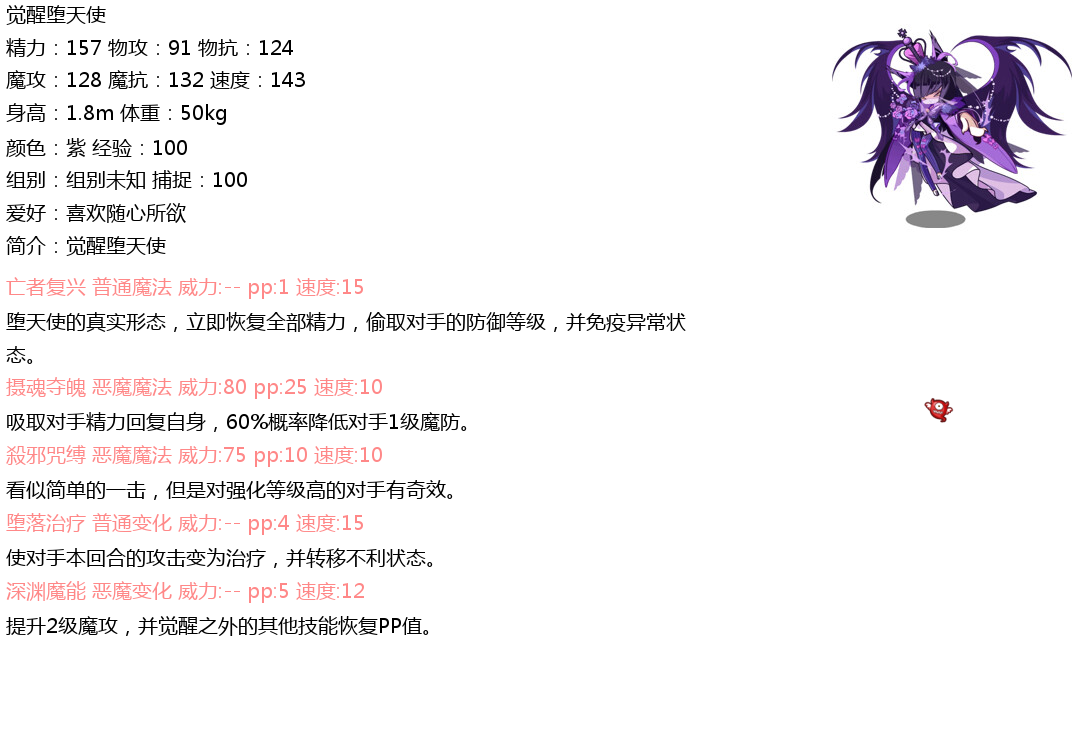 觉醒堕天使
精力：157 物攻：91 物抗：124
魔攻：128 魔抗：132 速度：143
身高：1.8m 体重：50kg
颜色：紫 经验：100
组别：组别未知 捕捉：100
爱好：喜欢随心所欲
简介：觉醒堕天使
亡者复兴 普通魔法 威力:-- pp:1 速度:15
堕天使的真实形态，立即恢复全部精力，偷取对手的防御等级，并免疫异常状
态。
摄魂夺魄 恶魔魔法 威力:80 pp:25 速度:10
吸取对手精力回复自身，60%概率降低对手1级魔防。
殺邪咒缚 恶魔魔法 威力:75 pp:10 速度:10
看似简单的一击，但是对强化等级高的对手有奇效。
堕落治疗 普通变化 威力:-- pp:4 速度:15
使对手本回合的攻击变为治疗，并转移不利状态。
深渊魔能 恶魔变化 威力:-- pp:5 速度:12
提升2级魔攻，并觉醒之外的其他技能恢复PP值。